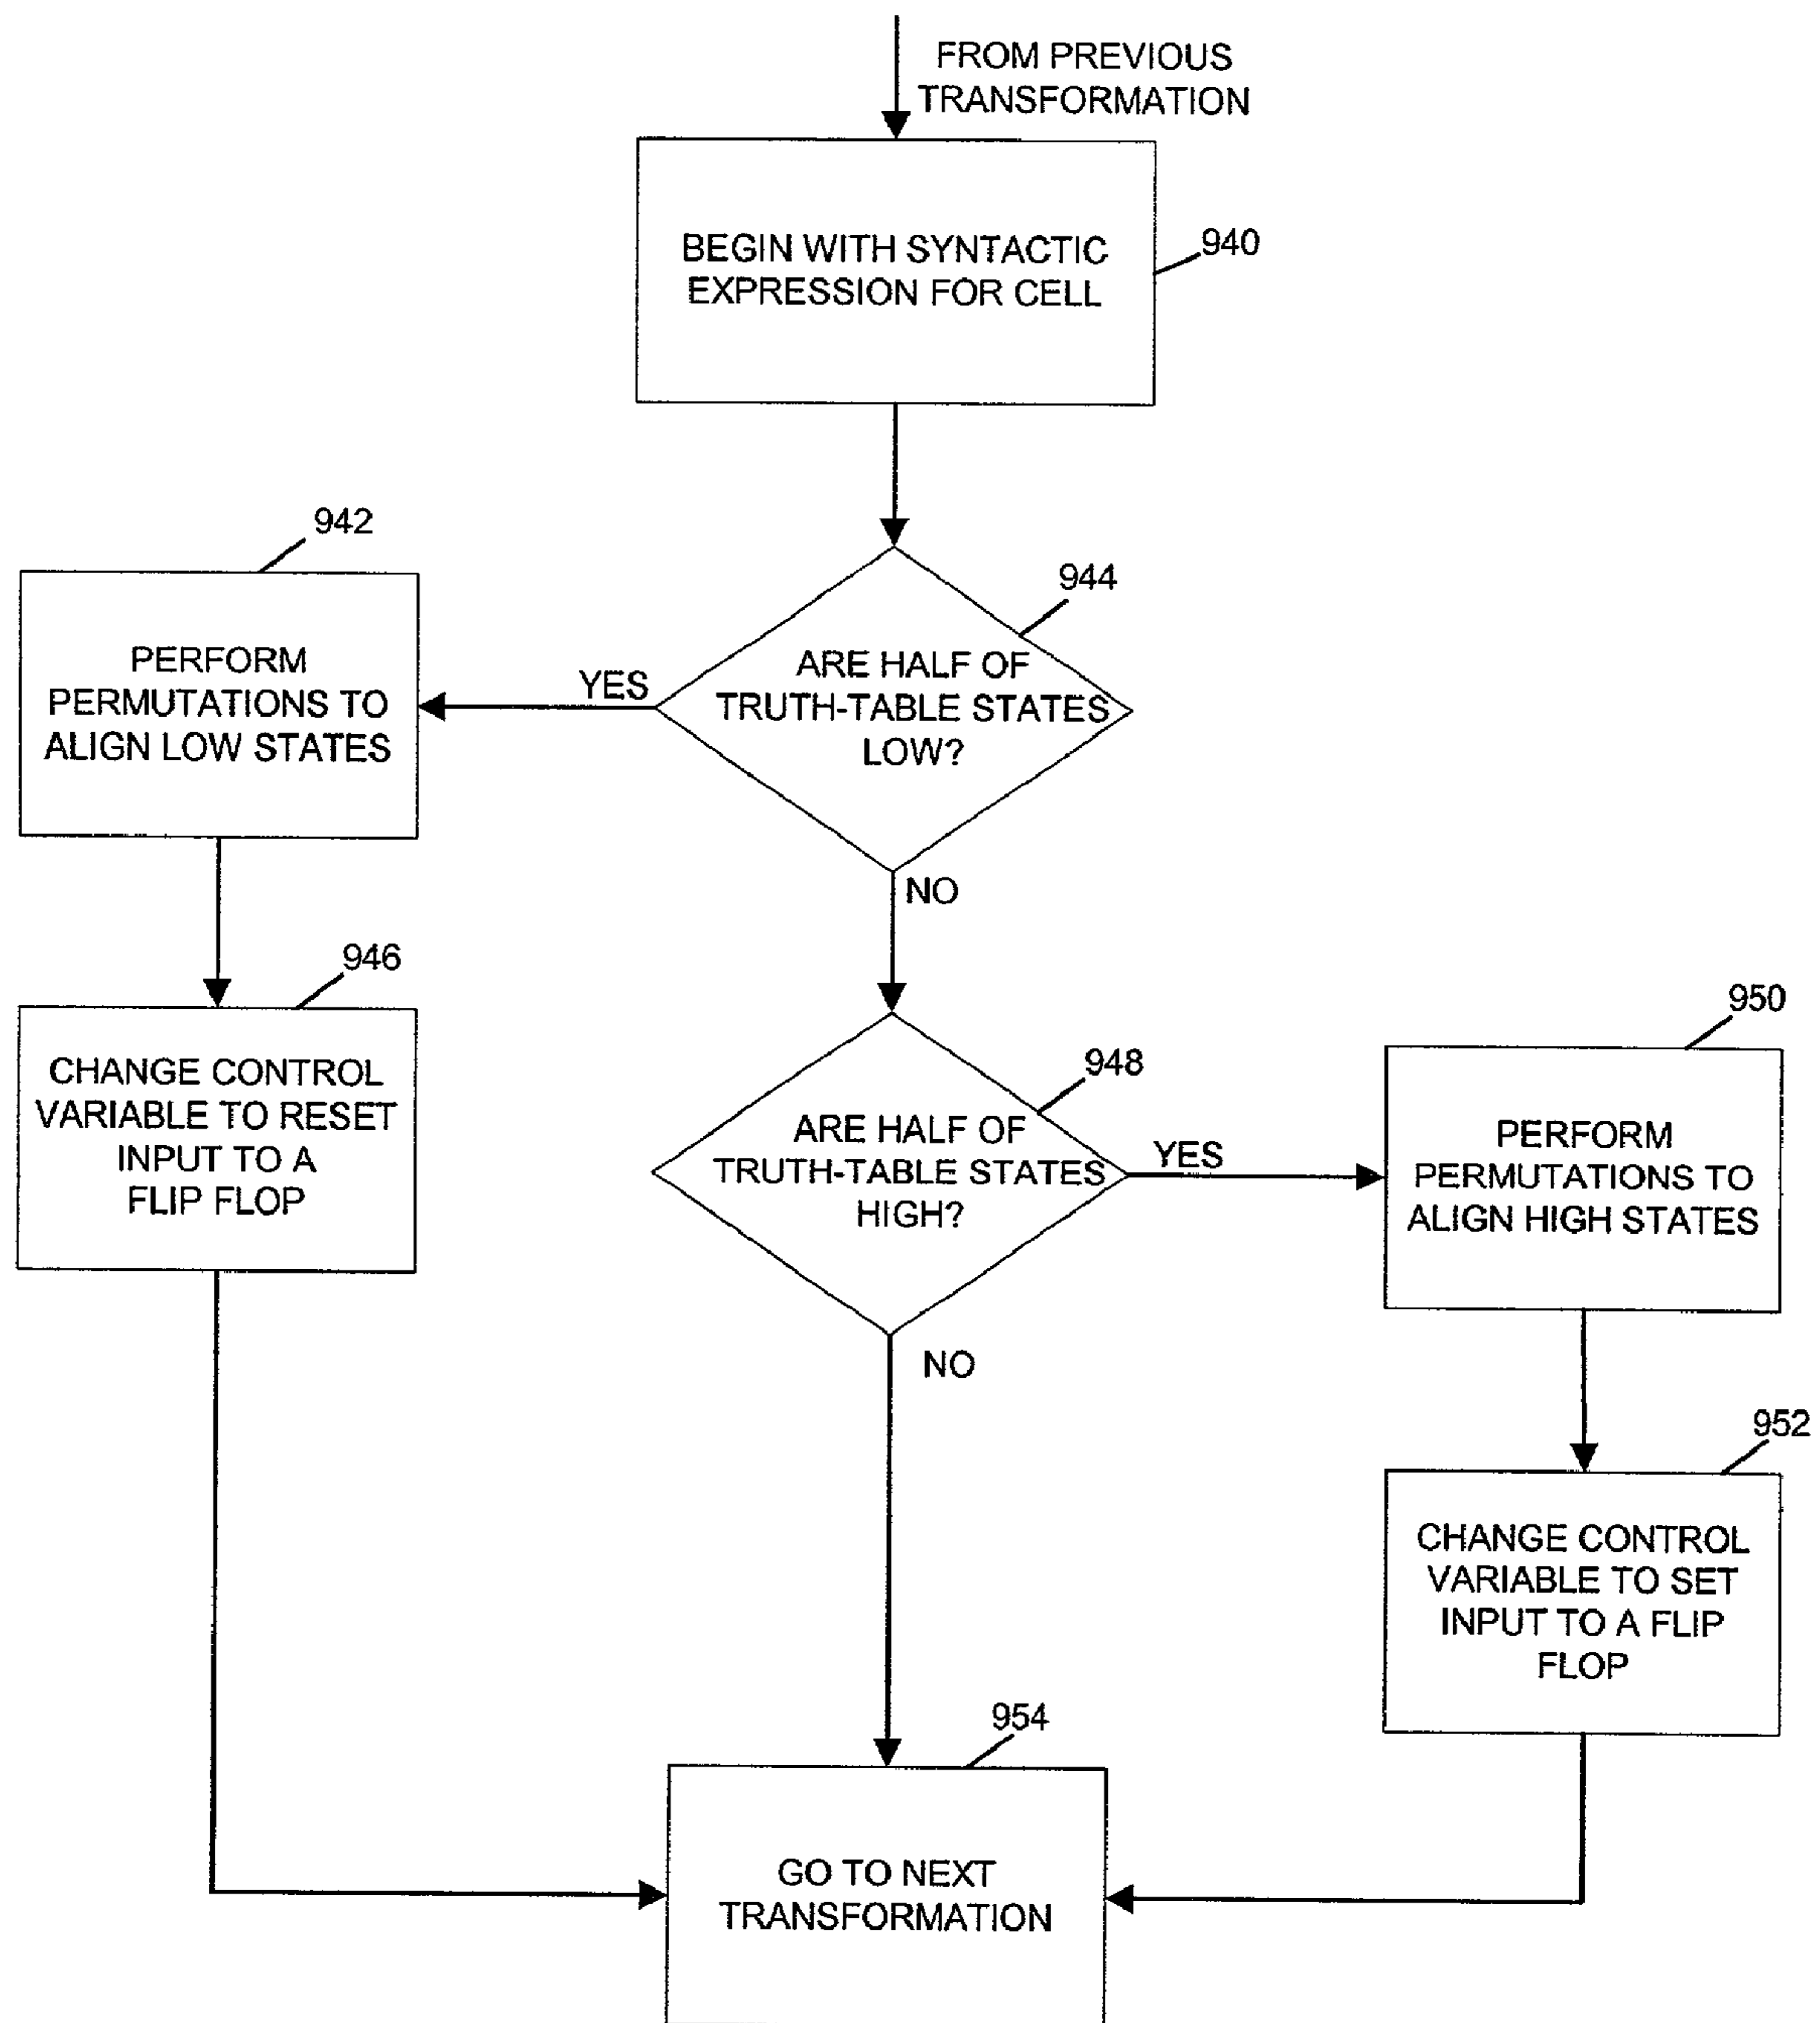 FROM PREVIOUS
TRANSFORMATION
BEGIN WITH SYNTACTIC
EXPRESSION FOR CELL
940
942
PERFORM
PERMUTATIONS TO
ALIGN LOW STATES
944
ARE HALF OF
TRUTH-TABLE STATES
LOW?
YES
NO
946
CHANGE CONTROL
VARIABLE TO RESET
INPUT TO A
FLIP FLOP
948
ARE HALF OF
TRUTH-TABLE STATES
HIGH?
YES
NO
950
PERFORM
PERMUTATIONS TO
ALIGN HIGH STATES
952
CHANGE CONTROL
VARIABLE TO SET
INPUT TO A FLIP
FLOP
954
GO TO NEXT
TRANSFORMATION